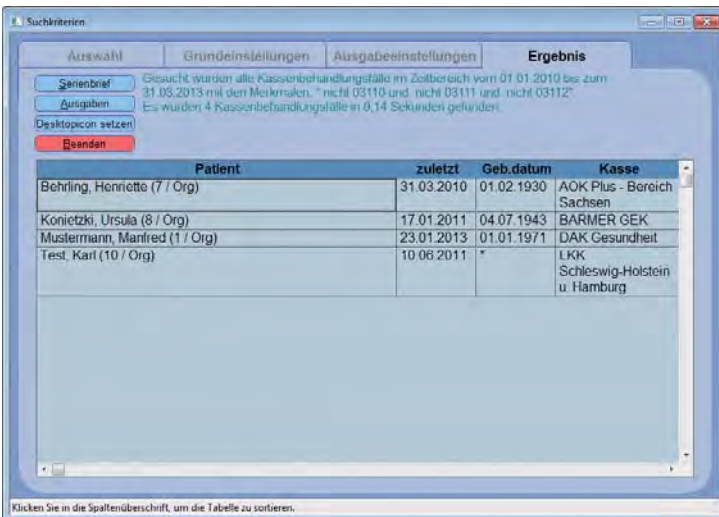 Suchkriterien
Auswahl Grundeinstellungen Ausgabeeinstellungen Ergebnis
Serienbrief
Ausgaben
Desktopicon setzen
Beenden
Gesucht wurden alle Kassenbehandlungsfälle im Zeitbereich vom 01.01.2010 bis zum
31.03.2013 mit den Merkmalen: " nicht 03110 und nicht 03111 und nicht 03112"
Es wurden 4 Kassenbehandlungsfälle in 0,14 Sekunden gefunden.
Patient zuletzt Geb.datum Kasse
Behrling, Henriette (7 / Org) 31.03.2010 01.02.1930 AOK Plus - Bereich
Sachsen
Konietzki, Ursula (8 / Org) 17.01.2011 04.07.1943 BARMER GEK
Mustermann, Manfred (1 / Org) 23.01.2013 01.01.1971 DAK Gesundheit
Test, Karl (10 / Org) 10.06.2011 * LKK
Schleswig-Holstein
u. Hamburg
Klicken Sie in die Spaltenüberschrift, um die Tabelle zu sortieren.